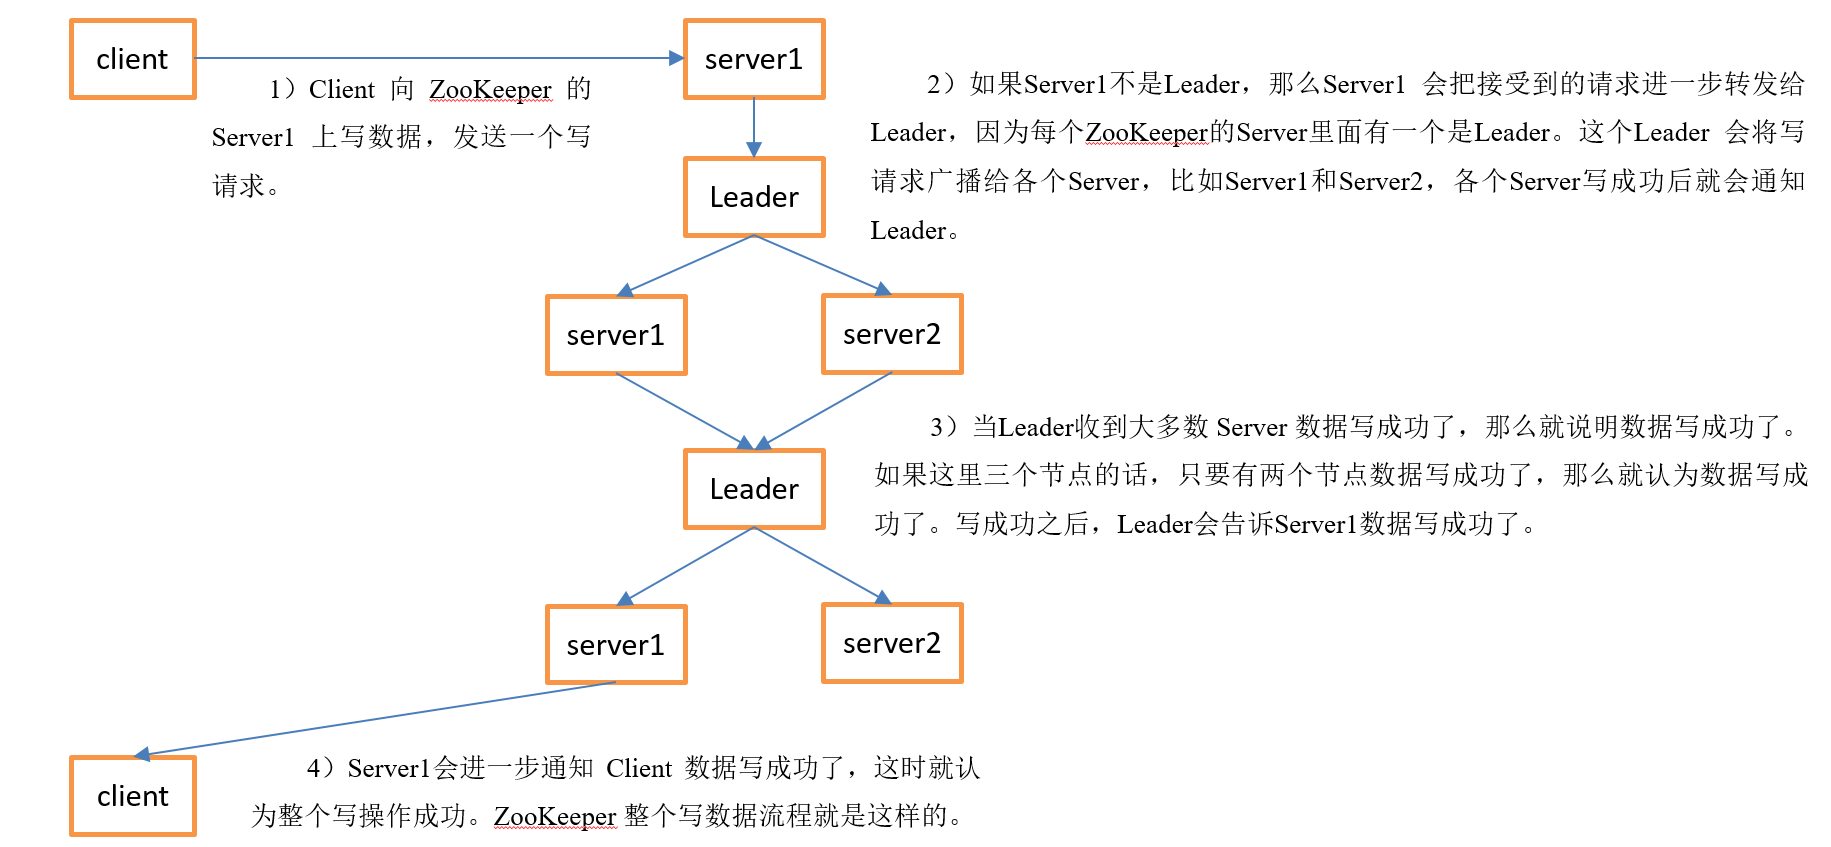 client
server1
1）Client 向 ZooKeeper 的
Server1 上写数据，发送一个写
请求。
2）如果Server1不是Leader，那么Server1 会把接受到的请求进一步转发给
Leader，因为每个ZooKeeper的Server里面有一个是Leader。这个Leader 会将写
请求广播给各个Server，比如Server1和Server2，各个Server写成功后就会通知
Leader。
Leader
server1
server2
3）当Leader收到大多数 Server 数据写成功了，那么就说明数据写成功了。
如果这里三个节点的话，只要有两个节点数据写成功了，那么就认为数据写成
功了。写成功之后，Leader会告诉Server1数据写成功了。
Leader
server1
server2
4）Server1会进一步通知 Client 数据写成功了，这时就认
为整个写操作成功。ZooKeeper 整个写数据流程就是这样的。
client